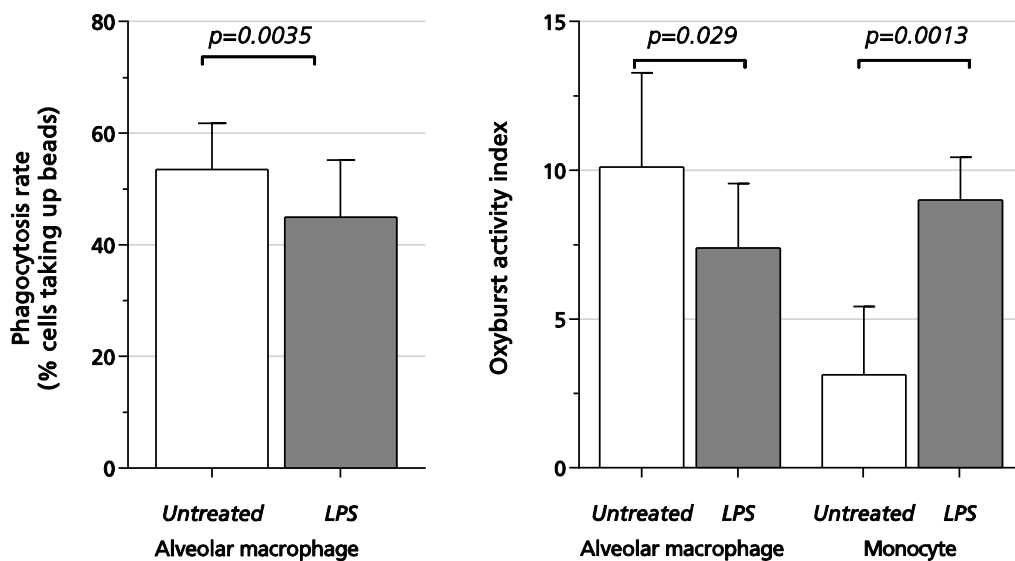 80
60
40
20
0
Phagocytosis rate
(% cells taking up beads)
p=0.0035
Untreated LPS
Alveolar macrophage
15
10
5
0
Oxyburst activity index
p=0.029 p=0.0013
Untreated LPS Untreated LPS
Alveolar macrophage Monocyte